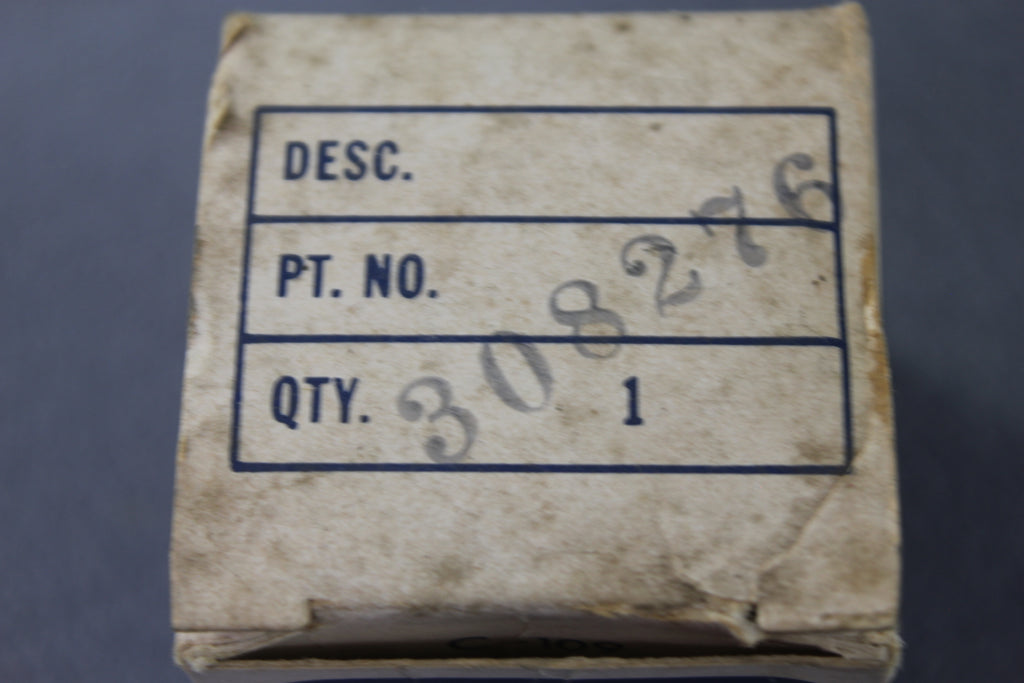 DESC.
PT. NO.
QTY. 1
308276